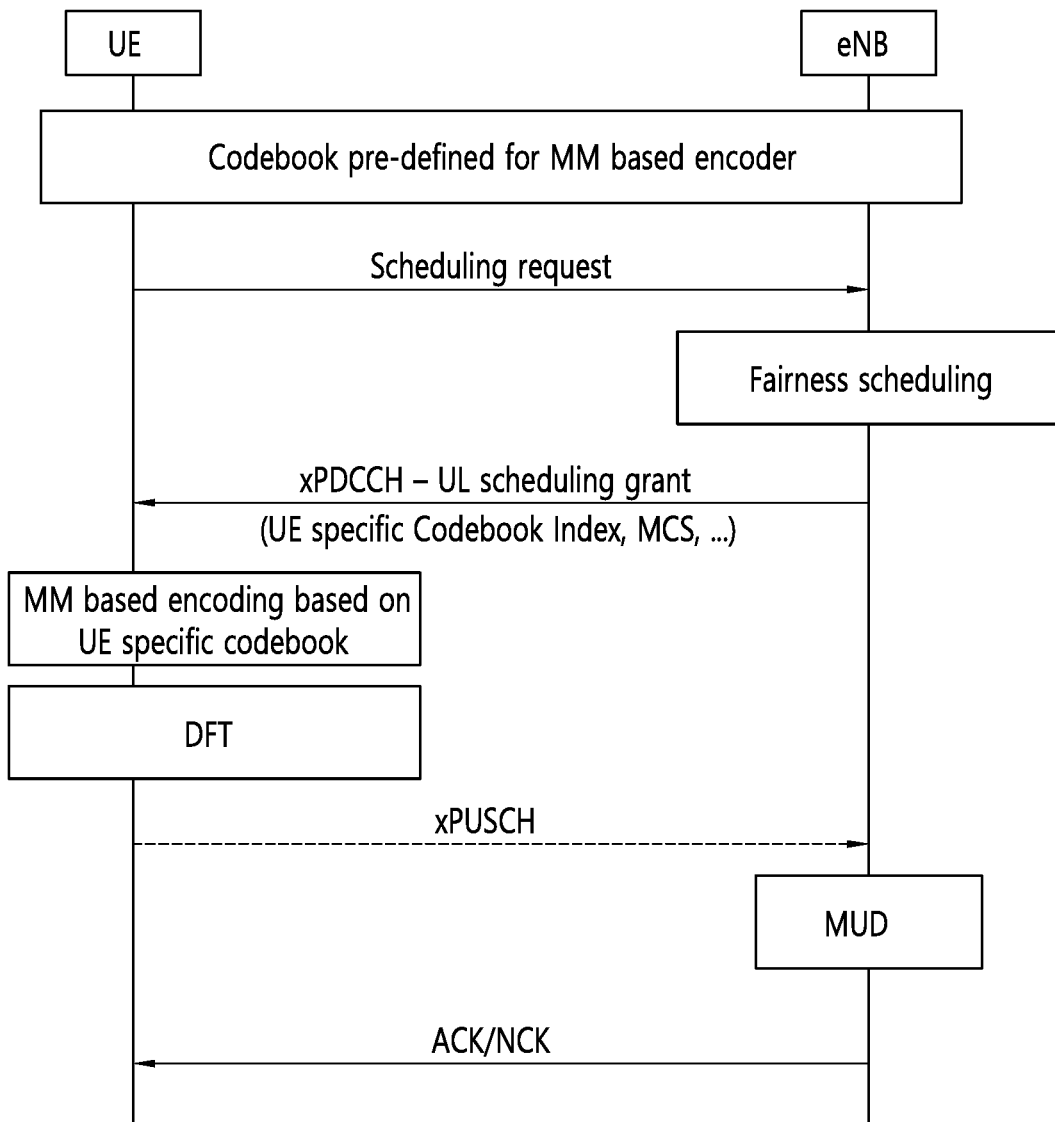 UE
eNB
Codebook pre-defined for MM based encoder
Scheduling request
Fairness scheduling
xPDCCH – UL scheduling grant
(UE specific Codebook Index, MCS, ...)
MM based encoding based on
UE specific codebook
DFT
xPUSCH
MUD
ACK/NCK